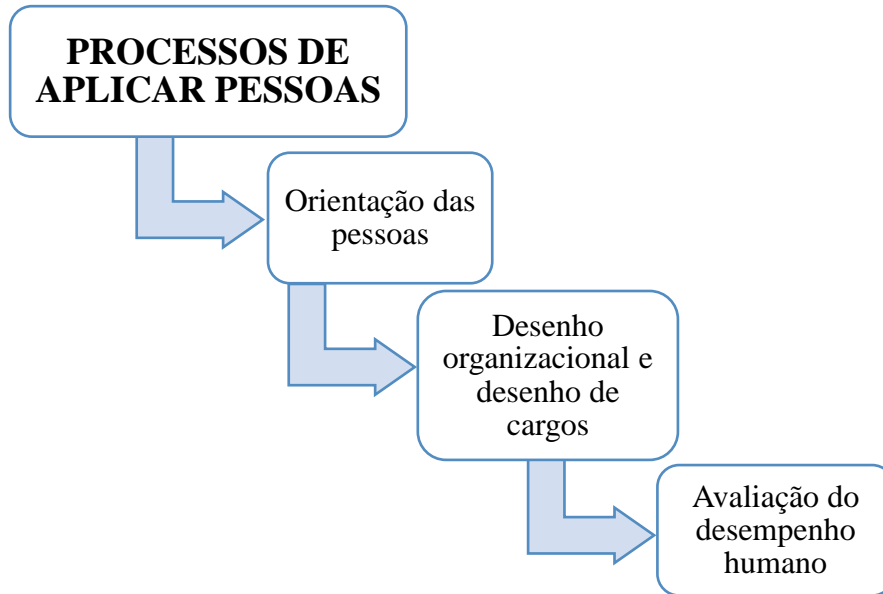 PROCESSOS DE
APLICAR PESSOAS
Orientação das
pessoas
Desenho
organizacional e
desenho de
cargos
Avaliação do
desempenho
humano